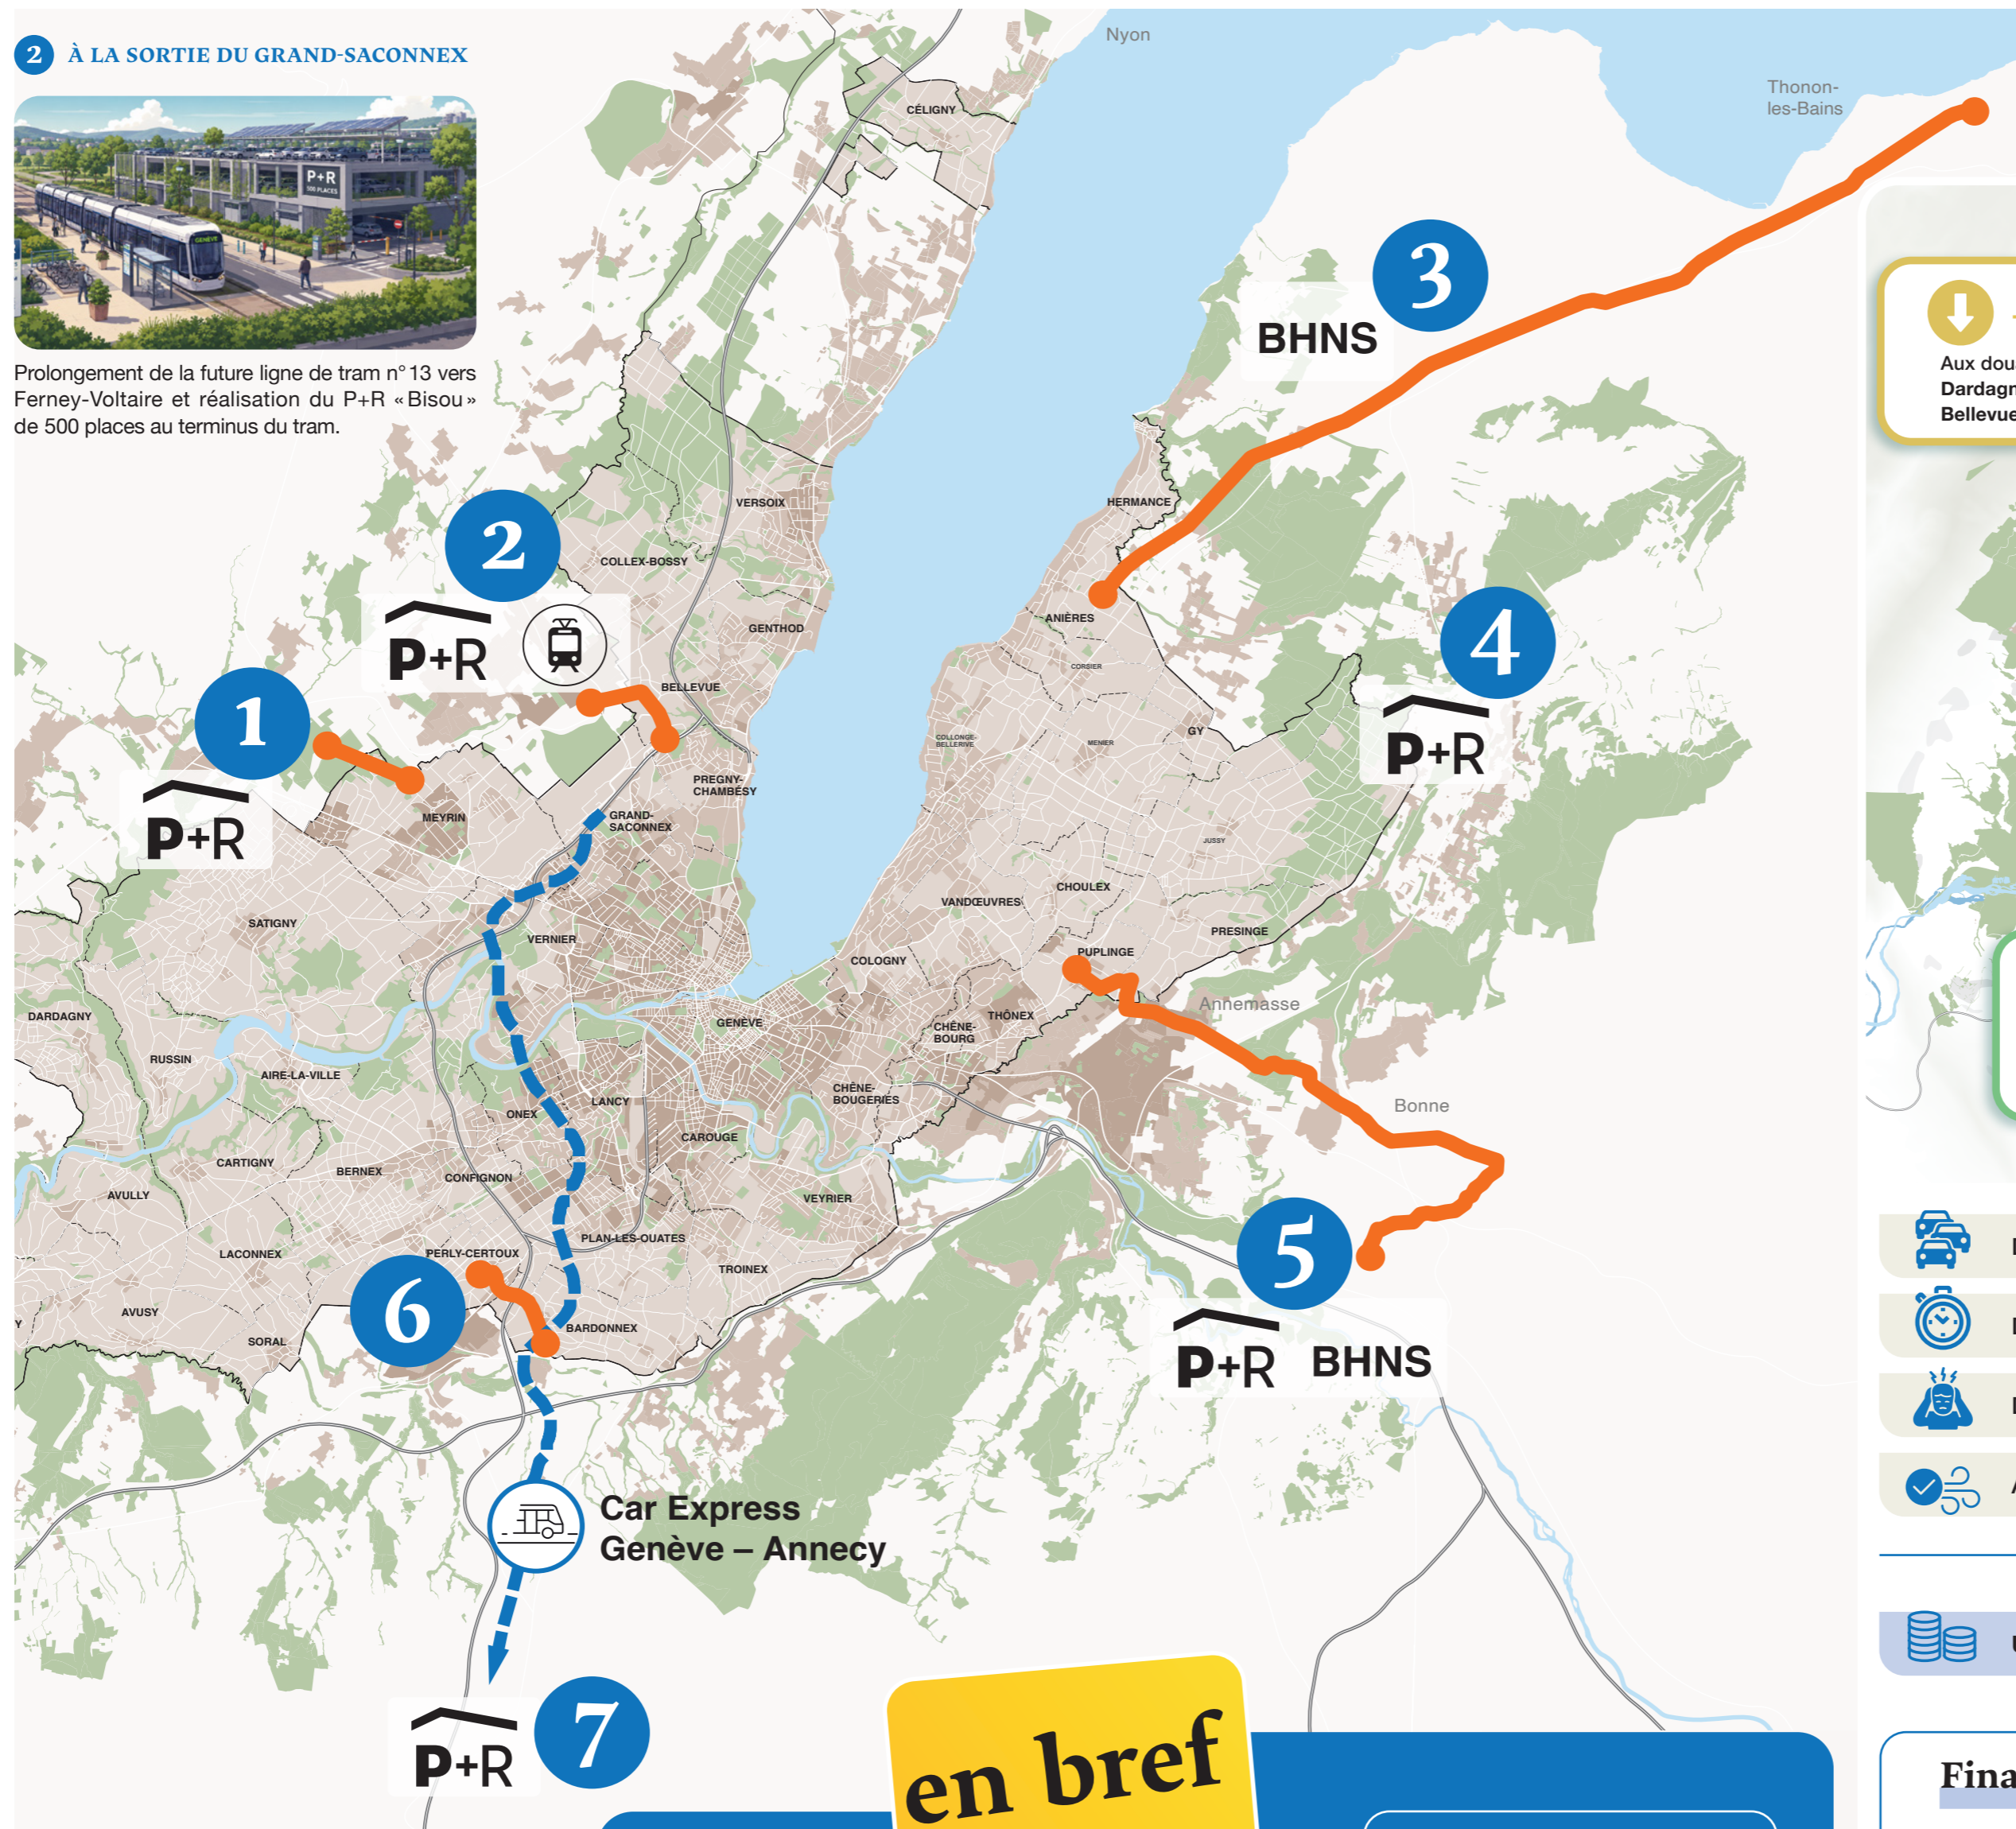 2 À LA SORTIE DU GRAND-SACONNEX
P+R
500 PLACES
GENÈVE
Prolongement de la future ligne de tram n° 13 vers
Ferney-Voltaire et réalisation du P+R «Bisou»
de 500 places au terminus du tram.
Nyon
Thonon-
les-Bains
CÉLIGNY
3
BHNS
Aux
Dardagn
Bellevue
VERSOIX
HERMANCE
2
COLLEX-BOSSY
P+R
GENTHOD
ANIÈRES
4
CORSIER
P+R
BELLEVUE
1
P+R
GY
COLLONGE-
BELLERIVE
MENIER
PREGNY-
CHAMBÉSY
MEYRIN
GRAND-
SACONNEX
JUSSY
CHOULEX
VANDŒUVRES
SATIGNY
VERNIER
PRESINGE
PUPLINGE
COLOGNY
Annemasse
DARDAGNY
GENÈVE
THÔNEX
CHÊNE-
BOURG
RUSSIN
AIRE-LA-VILLE
CHÊNE-
BOUGERIES
ONEX
LANCY
Bonne
CAROUGE
CARTIGNY
BERNEX
CONFIGNON
AVULLY
VEYRIER
PLAN-LES-OUATES
LACONNEX
PERLY-CERTOUX
TROINEX
5
P+R BHNS
6
AVUSY
Y
SORAL
BARDONNEX
Car Express
Genève – Annecy
7
P+R
en bref
Fina